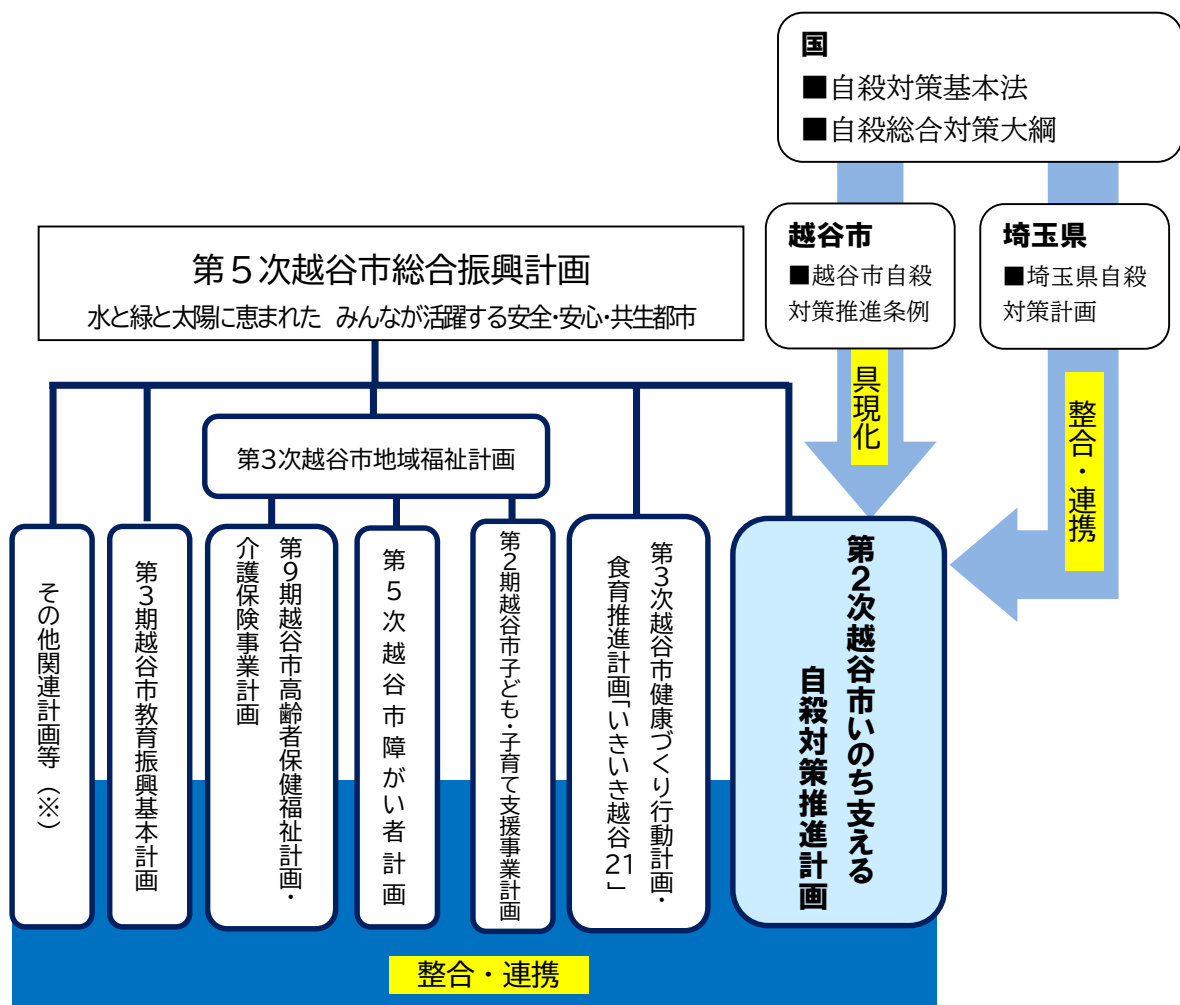 国
■自殺対策基本法
■自殺総合対策大綱
越谷市
■越谷市自殺
対策推進条例
埼玉県
■埼玉県自殺
対策計画
第５次越谷市総合振興計画
水と緑と太陽に恵まれた みんなが活躍する安全・安心・共生都市
具現化
整合・連携
第3次越谷市地域福祉計画
その他関連計画等（※）
第3期越谷市教育振興基本計画
第9期越谷市高齢者保健福祉計画・
介護保険事業計画
第5次越谷市障がい者計画
第2期越谷市子ども・子育て支援事業計画
第3次越谷市健康づくり行動計画・
食育推進計画「いきいき越谷21」
第2次越谷市いのち支える
自殺対策推進計画
整合・連携